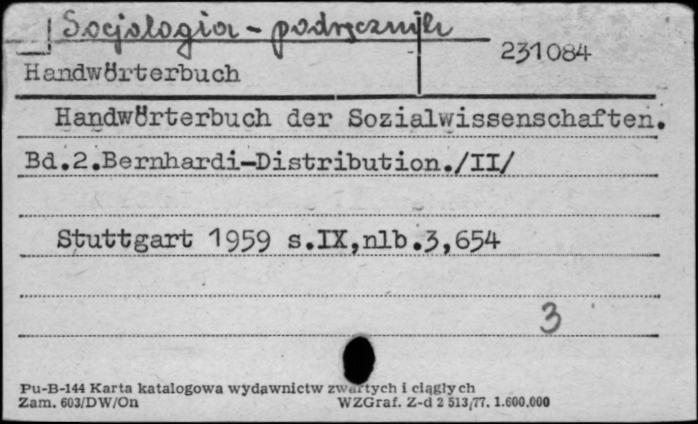 Socjologia - podręcznik
231084
Handwörterbuch
Handwörterbuch der Sozialwissenschaften.
Bd.2.Bernhardi-Distribution./II/
Stuttgart 1959 s.IX,nlb.3,654
3
Pu-B-144 Karta katalogowa wydawnictw zwartych i ciągłych
Zam. 603/DW/On WZGraf. Z-d 2 513/77. 1.600.000